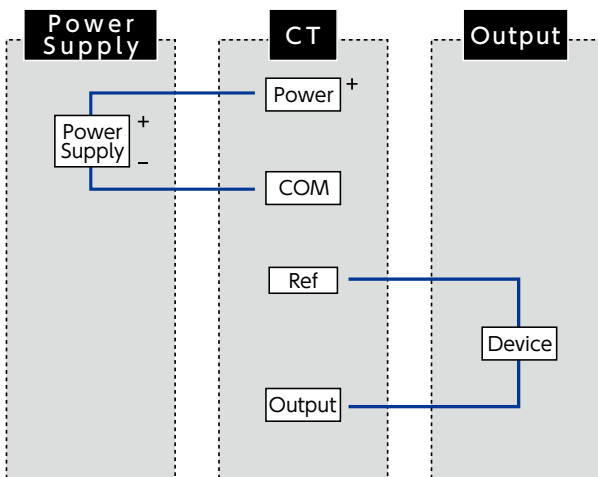 Power
Supply
CT
Output
Power +
Power
Supply
+
−
COM
Ref
Device
Output